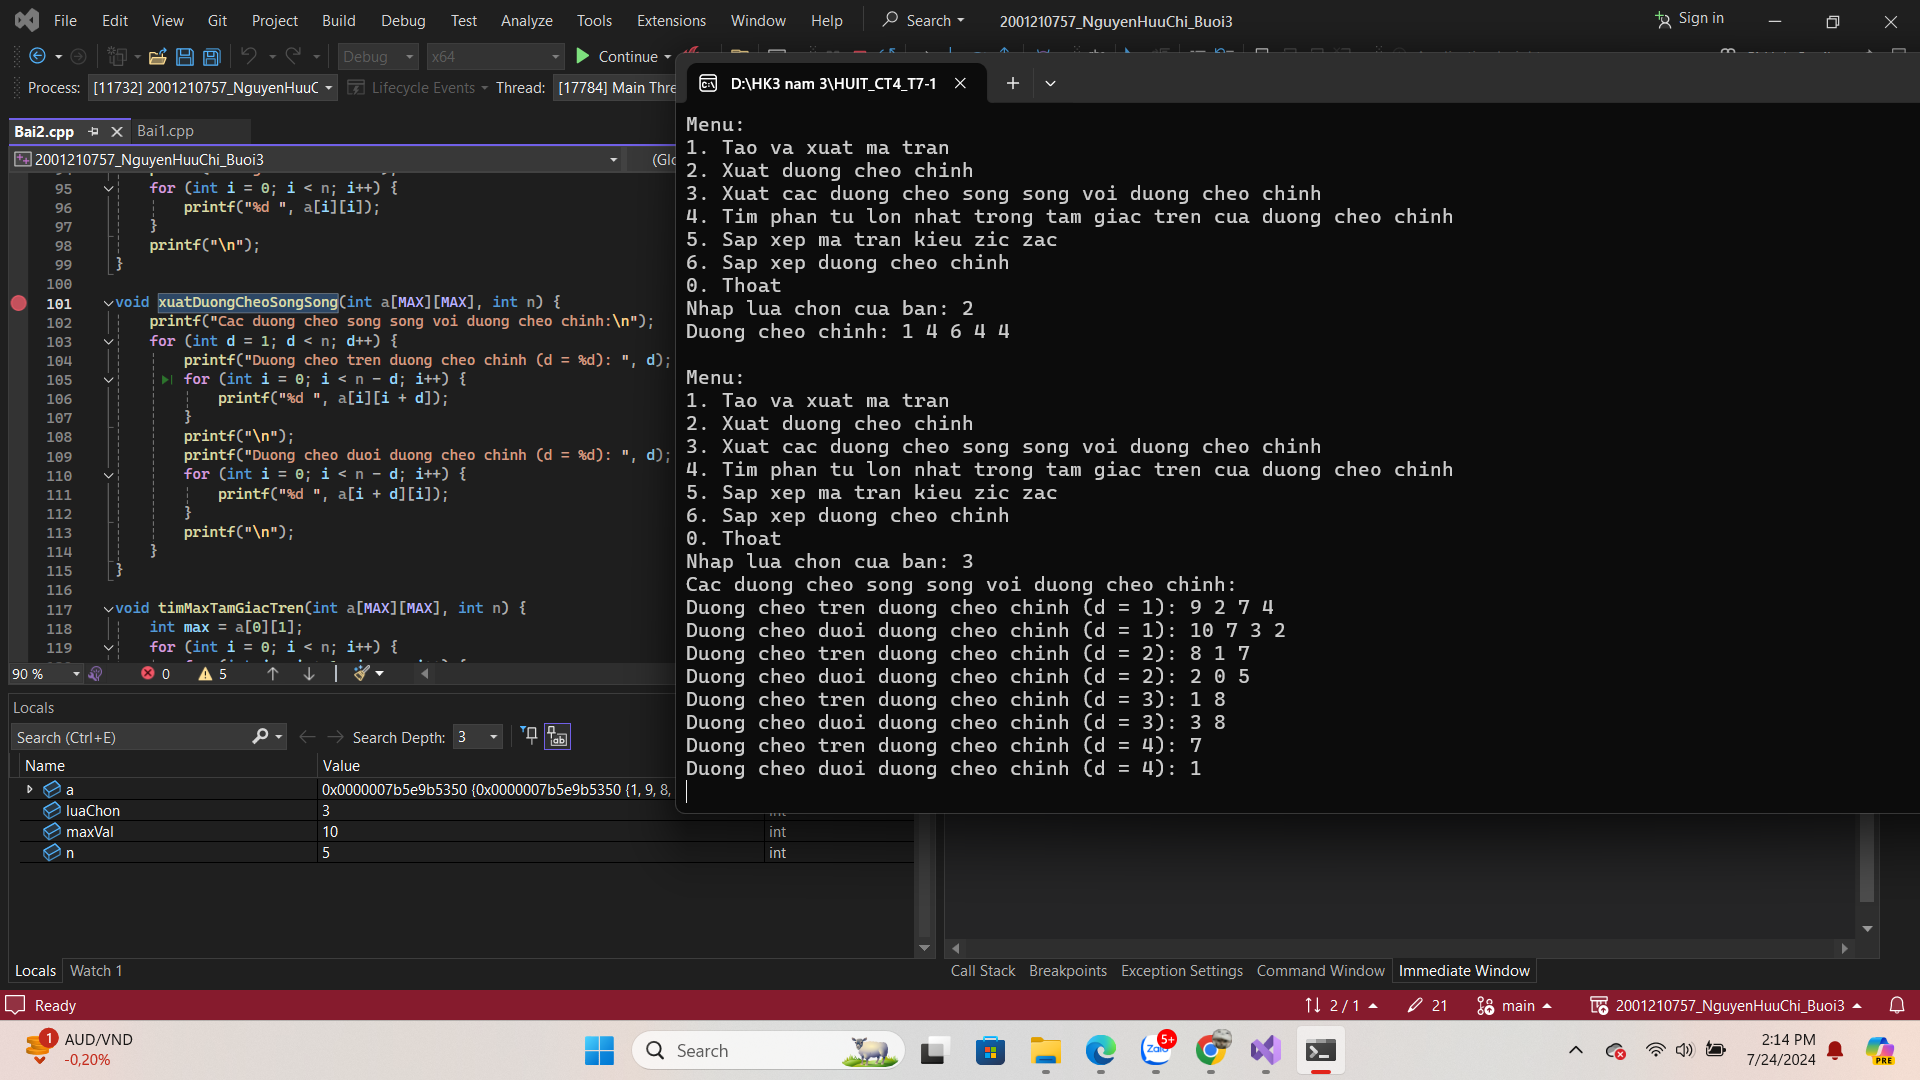 File Edit View Git Project Build Debug Test Analyze Tools Extensions Window Help Search 2001210757_NguyenHuuChi_Buoi3 Sign in
Debug x64 Continue
Process: [11732] 2001210757_NguyenHuuC Lifecycle Events Thread: [17784] Main Thre
Bai2.cpp Bai1.cpp
2001210757_NguyenHuuChi_Buoi3 (Glo
95 for (int i = 0; i < n; i++) {
96 printf("%d ", a[i][i]);
97 }
98 printf("\n");
99 }
100
101 void xuatDuongCheoSongSong(int a[MAX][MAX], int n) {
102 printf("Cac duong cheo song song voi duong cheo chinh:\n");
103 for (int d = 1; d < n; d++) {
104 printf("Duong cheo tren duong cheo chinh (d = %d): ", d);
105 for (int i = 0; i < n - d; i++) {
106 printf("%d ", a[i][i + d]);
107 }
108 printf("\n");
109 printf("Duong cheo duoi duong cheo chinh (d = %d): ", d);
110 for (int i = 0; i < n - d; i++) {
111 printf("%d ", a[i + d][i]);
112 }
113 printf("\n");
114 }
115 }
116
117 void timMaxTamGiacTren(int a[MAX][MAX], int n) {
118 int max = a[0][1];
119 for (int i = 0; i < n; i++) {
90 % 0 5
Locals
Search (Ctrl+E) Search Depth: 3
Name Value
a 0x0000007b5e9b5350 {0x0000007b5e9b5350 {1, 9, 8,
luaChon 3 int
maxVal 10 int
n 5 int
Locals Watch 1
D:\HK3 nam 3\HUIT_CT4_T7-1
Menu:
1. Tao va xuat ma tran
2. Xuat duong cheo chinh
3. Xuat cac duong cheo song song voi duong cheo chinh
4. Tim phan tu lon nhat trong tam giac tren cua duong cheo chinh
5. Sap xep ma tran kieu zic zac
6. Sap xep duong cheo chinh
0. Thoat
Nhap lua chon cua ban: 2
Duong cheo chinh: 1 4 6 4 4
Menu:
1. Tao va xuat ma tran
2. Xuat duong cheo chinh
3. Xuat cac duong cheo song song voi duong cheo chinh
4. Tim phan tu lon nhat trong tam giac tren cua duong cheo chinh
5. Sap xep ma tran kieu zic zac
6. Sap xep duong cheo chinh
0. Thoat
Nhap lua chon cua ban: 3
Cac duong cheo song song voi duong cheo chinh:
Duong cheo tren duong cheo chinh (d = 1): 9 2 7 4
Duong cheo duoi duong cheo chinh (d = 1): 10 7 3 2
Duong cheo tren duong cheo chinh (d = 2): 8 1 7
Duong cheo duoi duong cheo chinh (d = 2): 2 0 5
Duong cheo tren duong cheo chinh (d = 3): 1 8
Duong cheo duoi duong cheo chinh (d = 3): 3 8
Duong cheo tren duong cheo chinh (d = 4): 7
Duong cheo duoi duong cheo chinh (d = 4): 1
Call Stack Breakpoints Exception Settings Command Window Immediate Window
Ready 2 / 1 21 main 2001210757_NguyenHuuChi_Buoi3
1 AUD/VND
-0,20%
Search
Zalo 5+
PRE
2:14 PM
7/24/2024